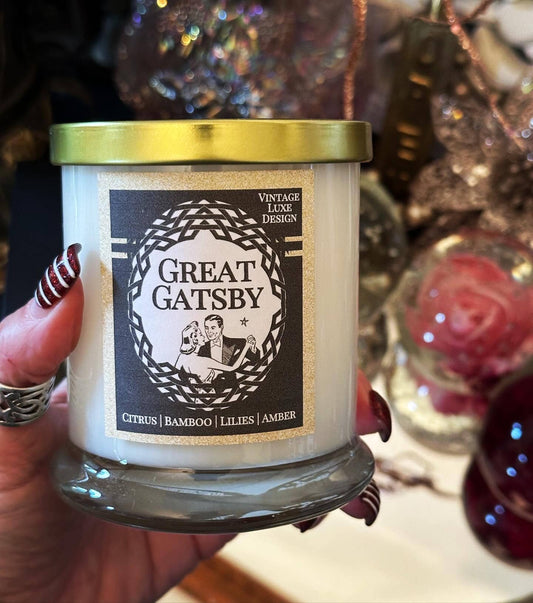 VINTAGE
LUXE
DESIGN
GREAT
GATSBY
CITRUS | BAMBOO | LILIES | AMBER